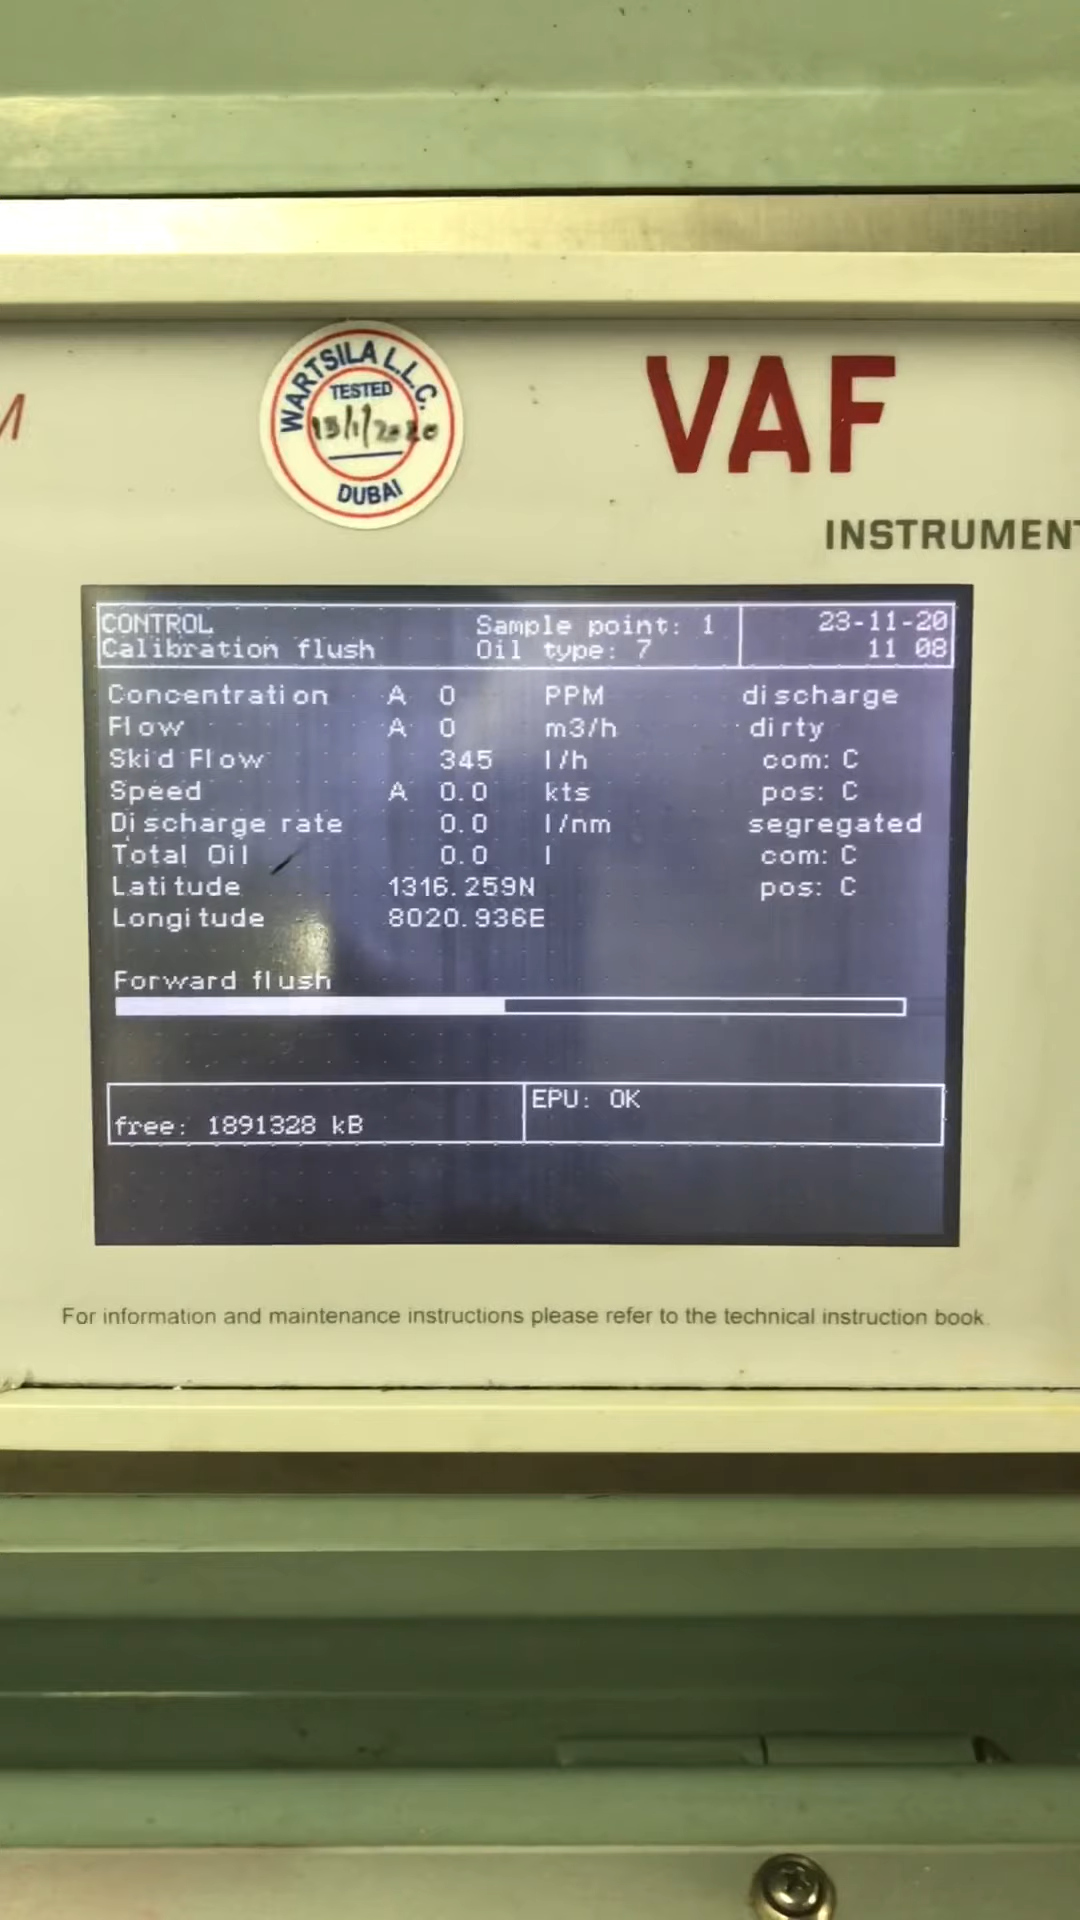 WARTSILA L.L.C.
TESTED
13/1/2020
DUBAI
VAF
INSTRUMENT
CONTROL Sample point: 1 23-11-20
Calibration flush Oil type: 7 11 08
Concentration A 0 PPM discharge
Flow A 0 m3/h dirty
Skid Flow 345 l/h com: C
Speed A 0.0 kts pos: C
Discharge rate 0.0 l/nm segregated
Total Oil 0.0 l com: C
Latitude 1316.259N pos: C
Longitude 8020.936E
Forward flush
EPU: OK
free: 1891328 kB
For information and maintenance instructions please refer to the technical instruction book.